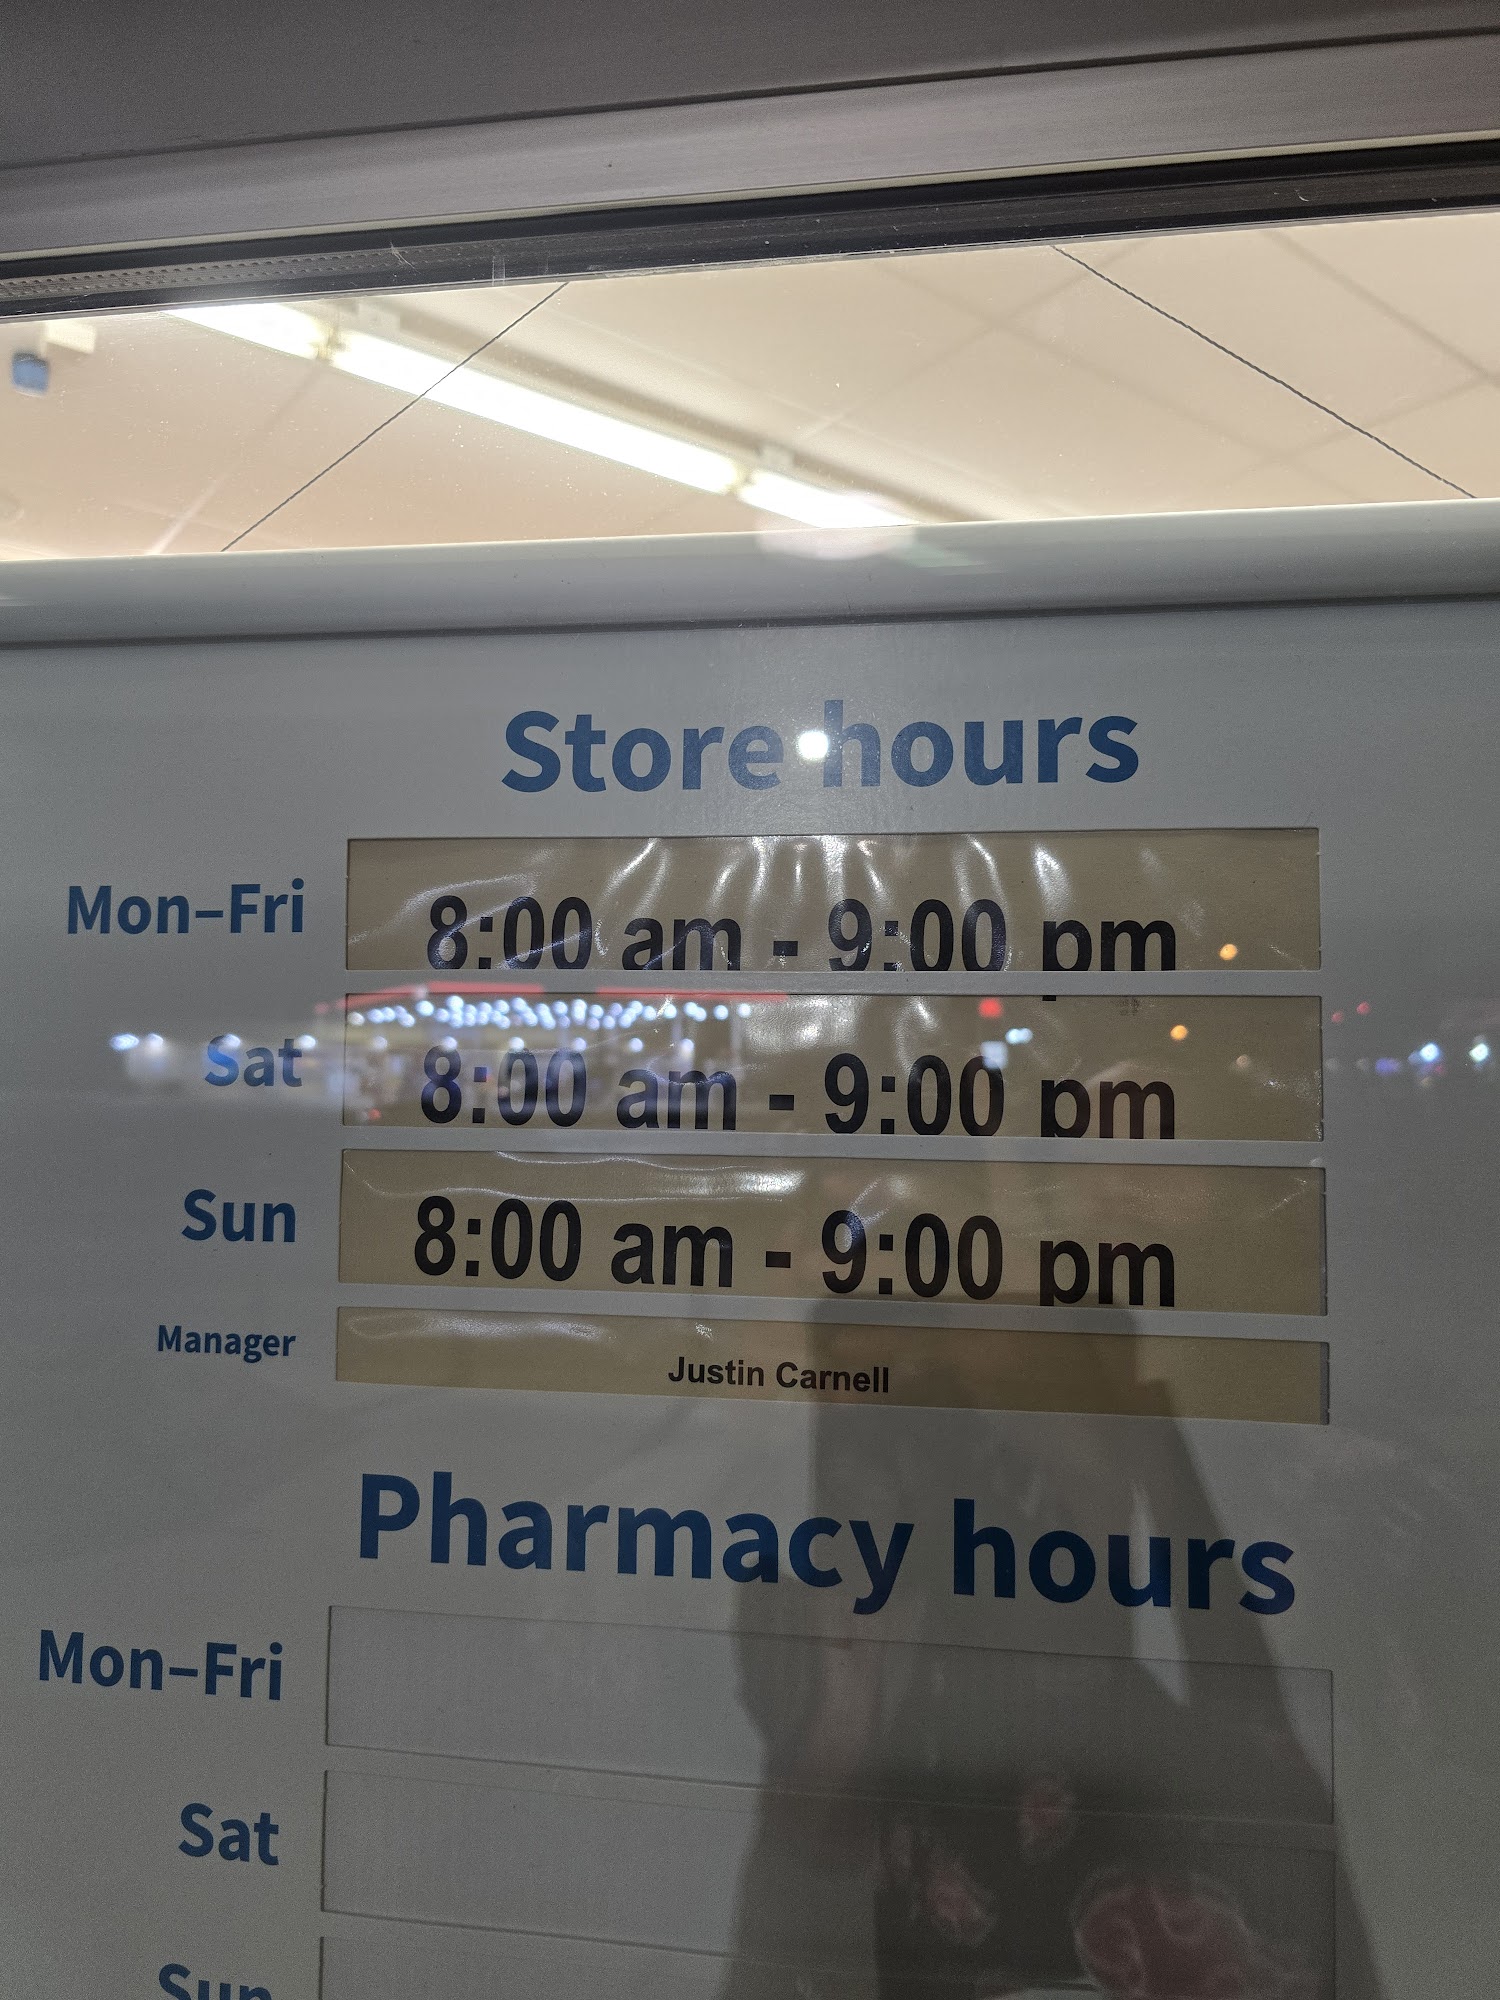 Store hours
Mon–Fri 8:00 am - 9:00 pm
Sat 8:00 am - 9:00 pm
Sun 8:00 am - 9:00 pm
Manager Justin Carnell
Pharmacy hours
Mon–Fri
Sat
Sun